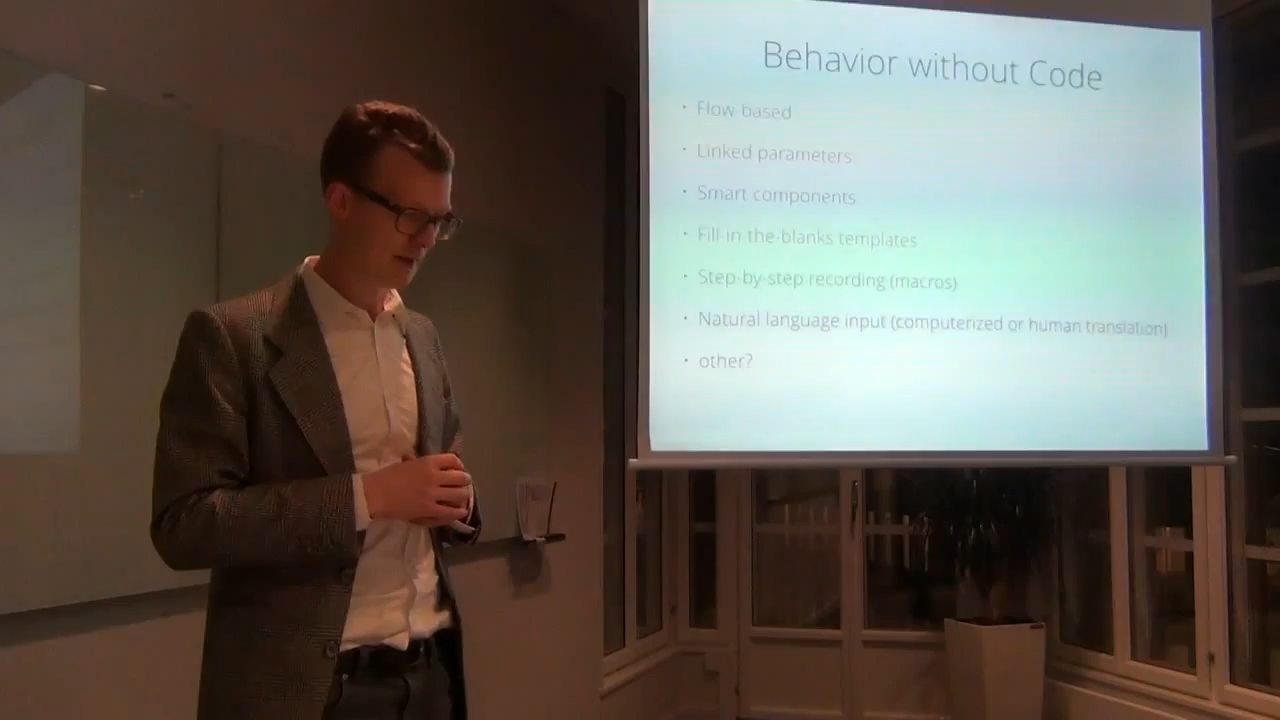 Behavior without Code
• Flow-based
• Linked parameters
• Smart components
• Fill-in-the-blanks templates
• Step-by-step recording (macros)
• Natural language input (computerized or human translation)
• other?